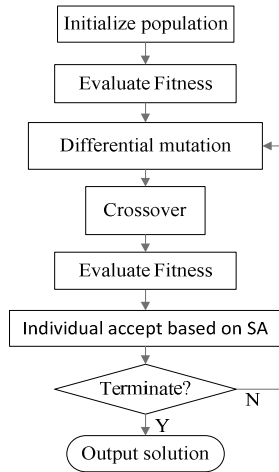 Initialize population
Evaluate Fitness
Differential mutation
Crossover
Evaluate Fitness
Individual accept based on SA
Terminate?
N
Y
Output solution